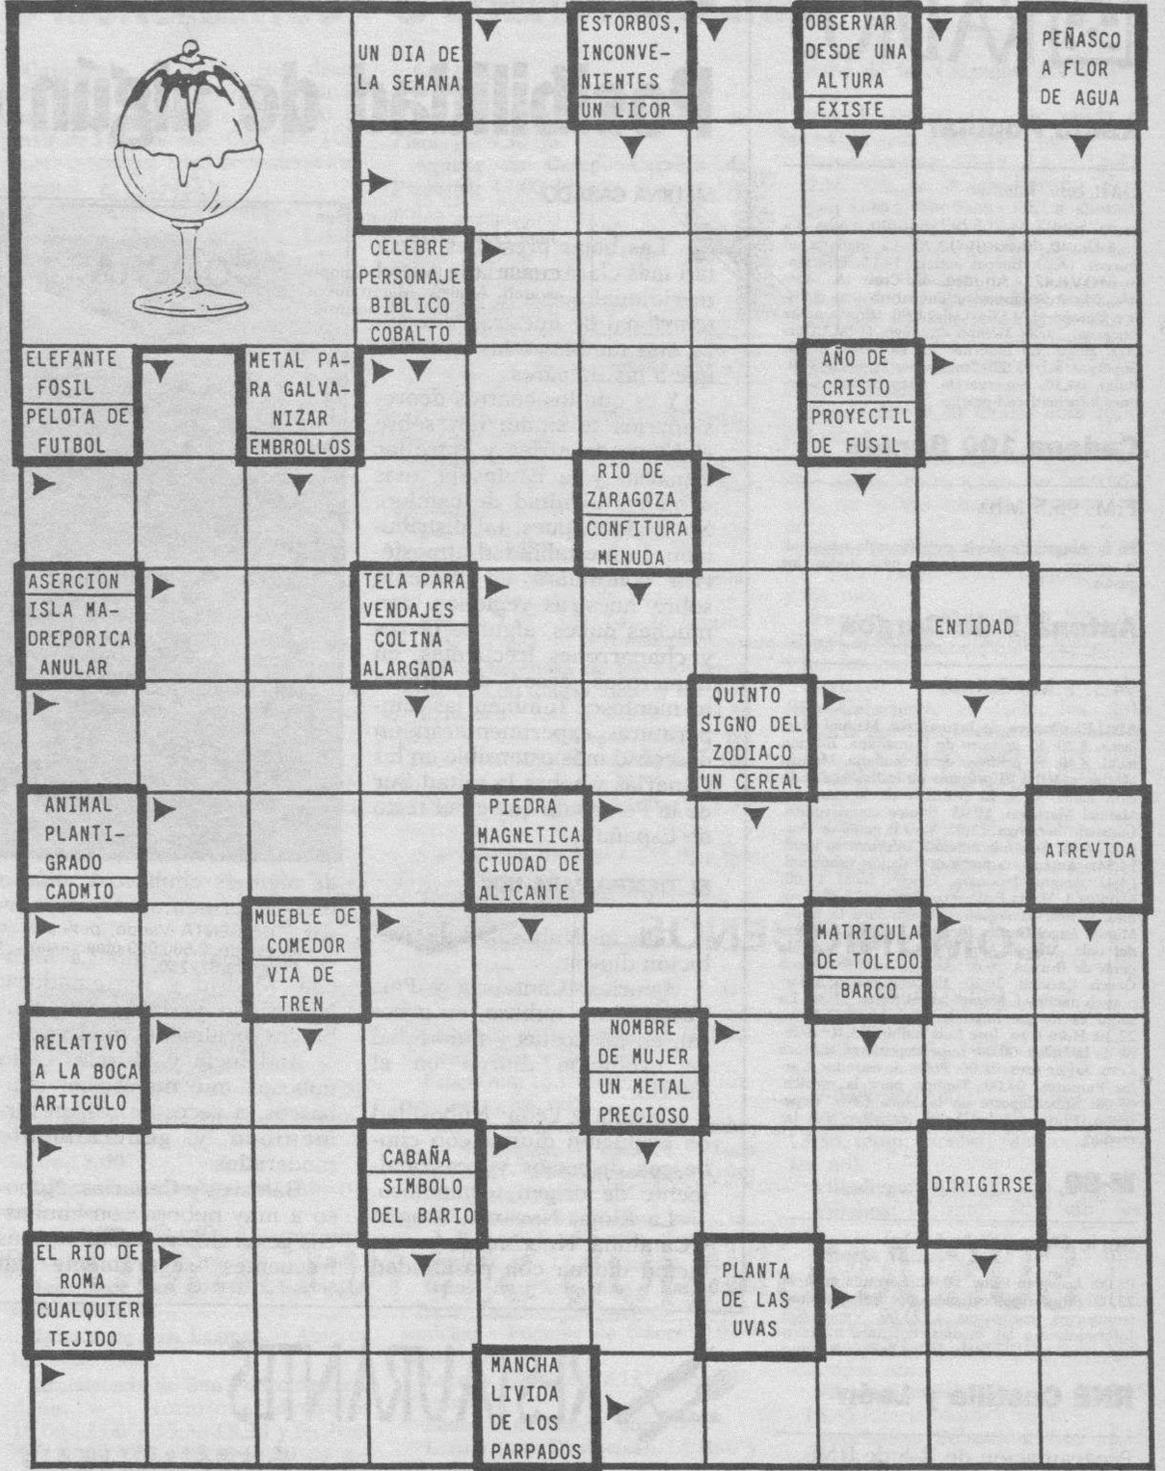 UN DIA DE
LA SEMANA
ESTORBOS,
INCONVE-
NIENTES
UN LICOR
OBSERVAR
DESDE UNA
ALTURA
EXISTE
PEÑASCO
A FLOR
DE AGUA
CELEBRE
PERSONAJE
BIBLICO
COBALTO
ELEFANTE
FOSIL
PELOTA DE
FUTBOL
METAL PA-
RA GALVA-
NIZAR
EMBROLLOS
AÑO DE
CRISTO
PROYECTIL
DE FUSIL
RIO DE
ZARAGOZA
CONFITURA
MENUDA
ASERCION
ISLA MA-
DREPORICA
ANULAR
TELA PARA
VENDAJES
COLINA
ALARGADA
ENTIDAD
QUINTO
SIGNO DEL
ZODIACO
UN CEREAL
ANIMAL
PLANTI-
GRADO
CADMIO
PIEDRA
MAGNETICA
CIUDAD DE
ALICANTE
ATREVIDA
MUEBLE DE
COMEDOR
VIA DE
TREN
MATRICULA
DE TOLEDO
BARCO
RELATIVO
A LA BOCA
ARTICULO
NOMBRE
DE MUJER
UN METAL
PRECIOSO
CABAÑA
SIMBOLO
DEL BARIO
DIRIGIRSE
EL RIO DE
ROMA
CUALQUIER
TEJIDO
PLANTA
DE LAS
UVAS
MANCHA
LIVIDA
DE LOS
PARPADOS